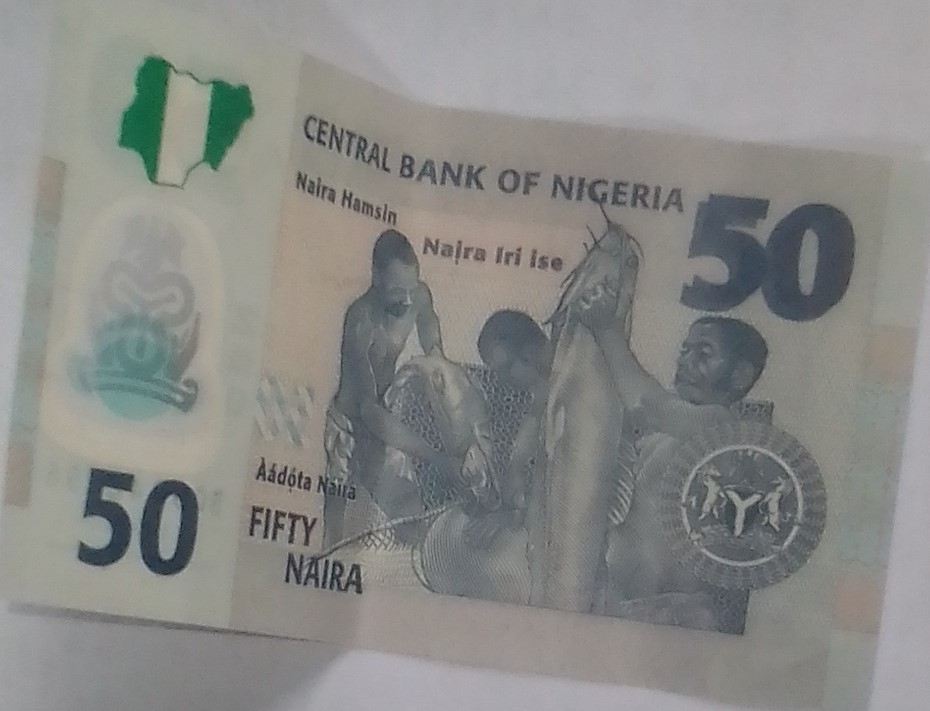 CENTRAL BANK OF NIGERIA
Naira Hamsin
Naịra Iri ise
50
Àádọ́ta Naira
50
FIFTY
NAIRA